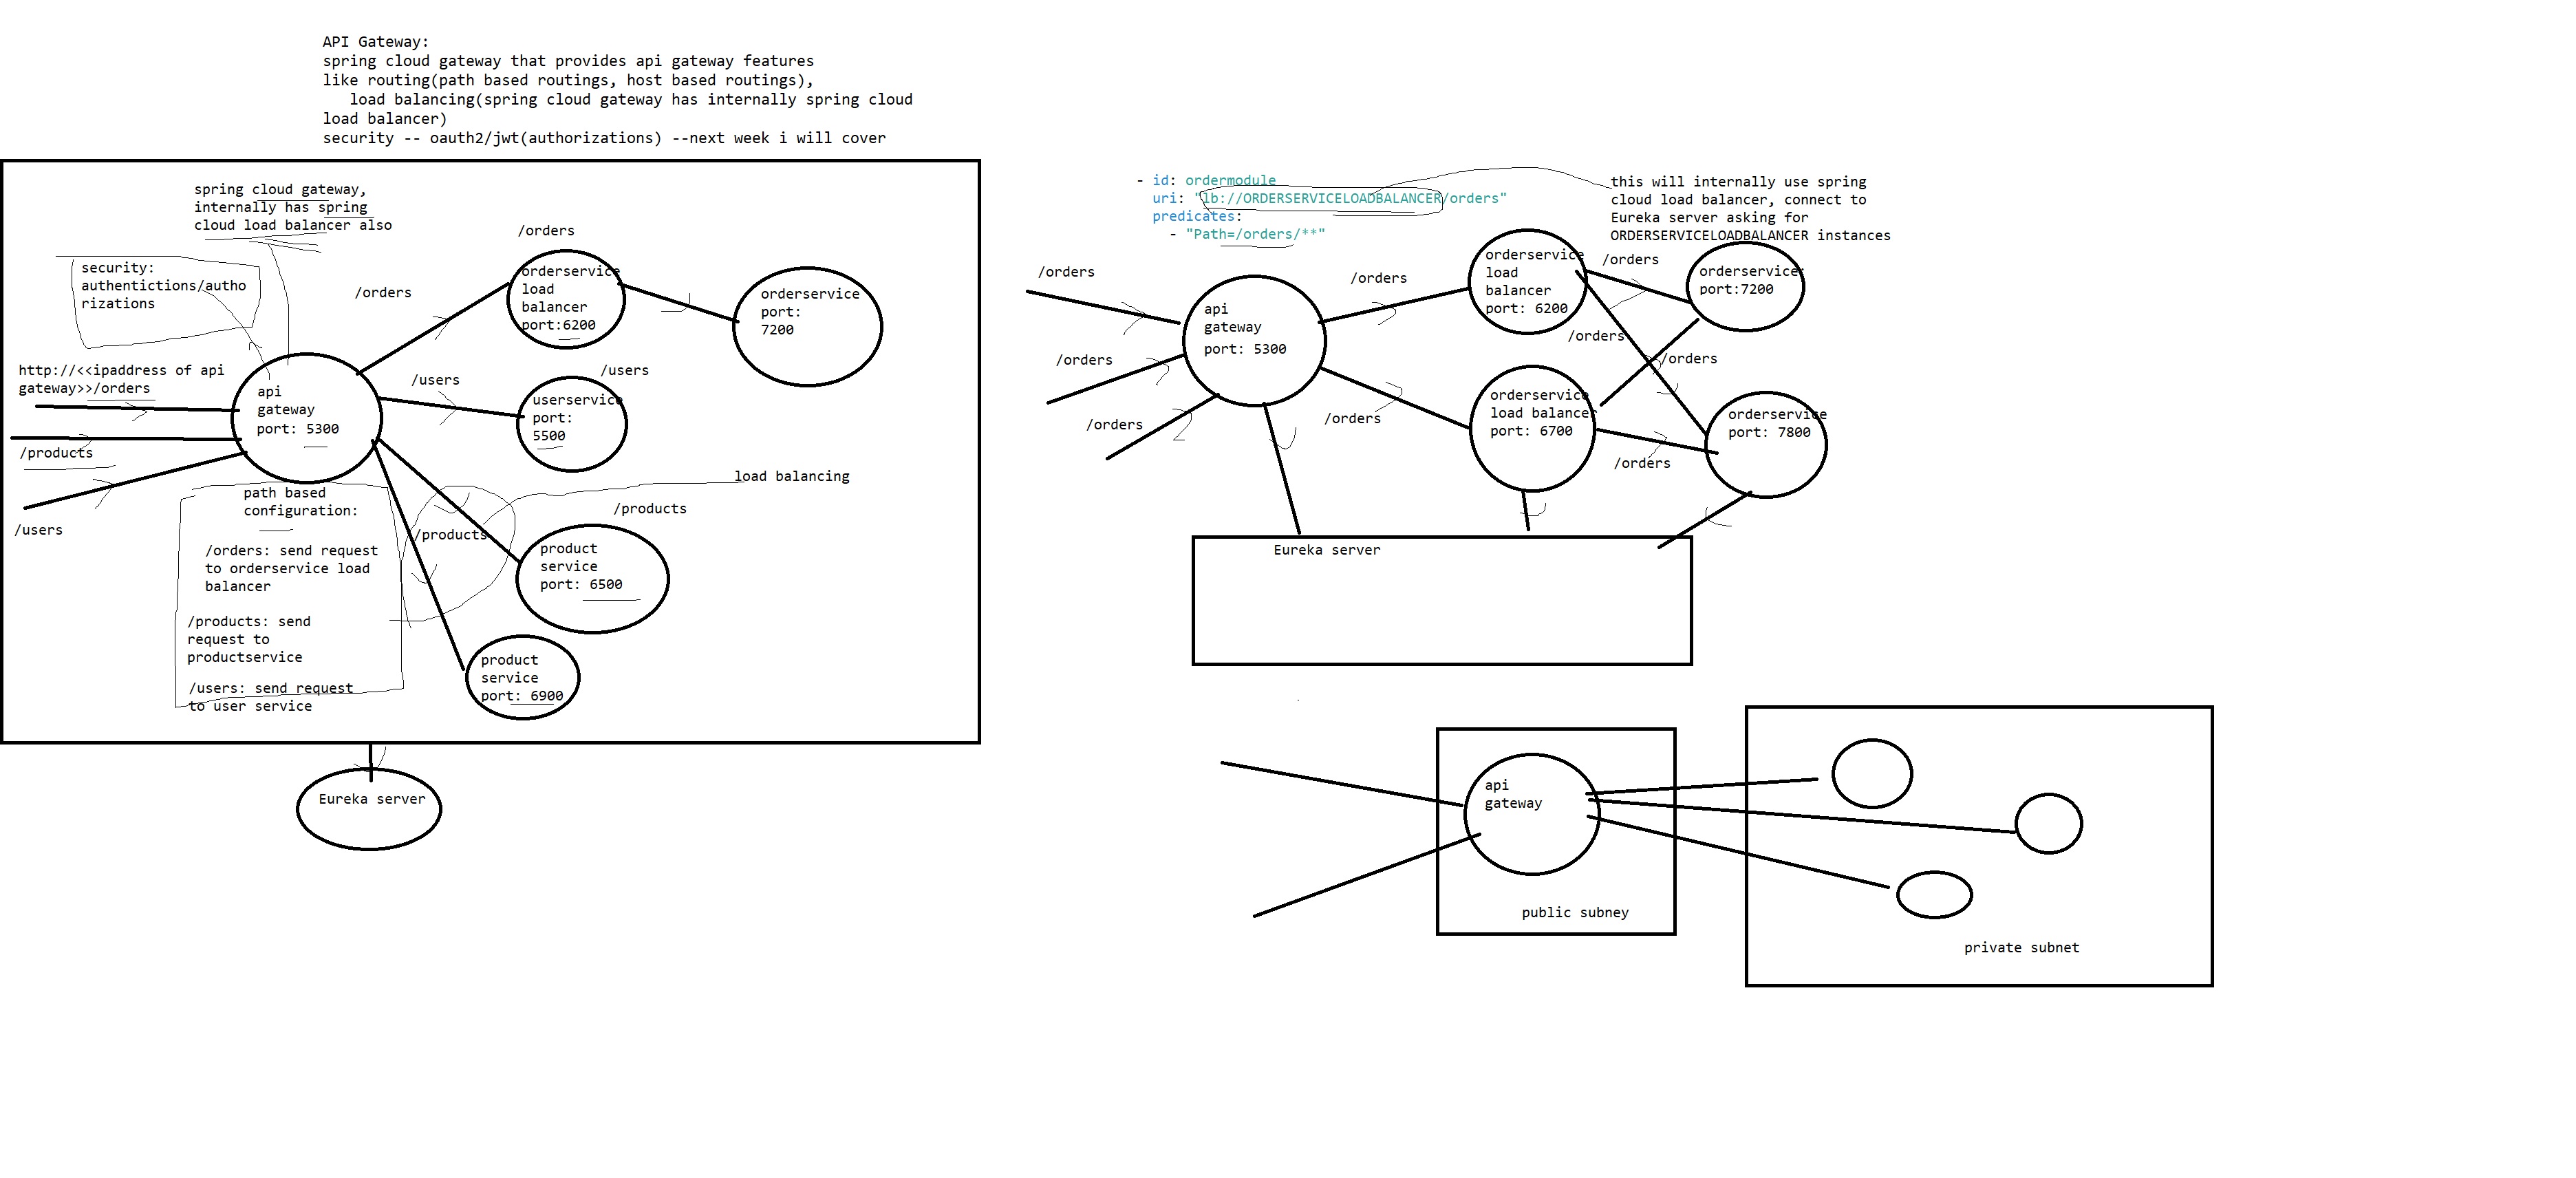 API Gateway:
spring cloud gateway that provides api gateway features
like routing(path based routings, host based routings),
load balancing(spring cloud gateway has internally spring cloud
load balancer)
security -- oauth2/jwt(authorizations) --next week i will cover
spring cloud gateway,
internally has spring
cloud load balancer also
security:
authentictions/autho
rizations
http://<<ipaddress of api
gateway>>/orders
/products
/users
api
gateway
port: 5300
path based
configuration:
/orders: send request
to orderservice load
balancer
/products: send
request to
productservice
/users: send request
to user service
/orders
/orders
orderservice
load
balancer
port:6200
orderservice
port:
7200
/users
/users
userservice
port:
5500
load balancing
/products
/products
product
service
port: 6500
product
service
port: 6900
Eureka server
- id: ordermodule
uri: "lb://ORDERSERVICELOADBALANCER/orders"
predicates:
- "Path=/orders/**"
this will internally use spring
cloud load balancer, connect to
Eureka server asking for
ORDERSERVICELOADBALANCER instances
/orders
/orders
/orders
api
gateway
port: 5300
/orders
/orders
orderservice
load
balancer
port: 6200
orderservice
load balancer
port: 6700
/orders
/orders
/orders
/orders
orderservice
port:7200
orderservice
port: 7800
Eureka server
api
gateway
public subney
private subnet